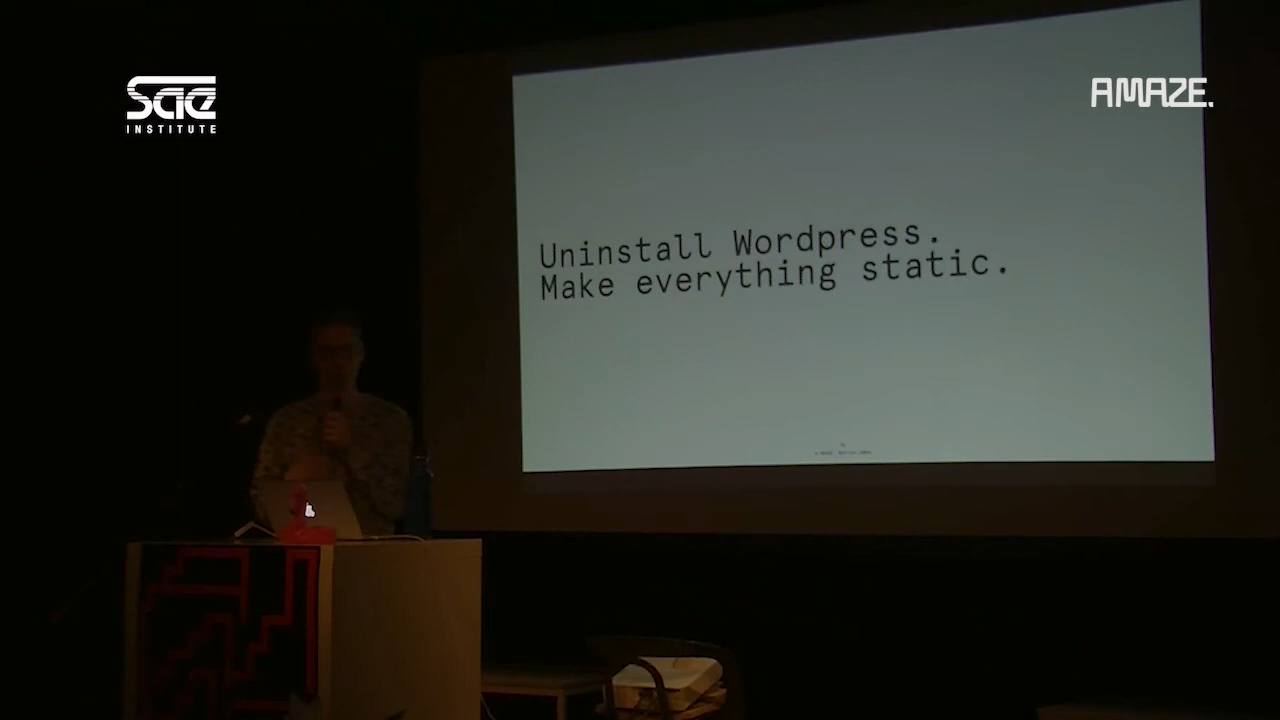 sae
INSTITUTE
AMAZE.
Uninstall Wordpress.
Make everything static.